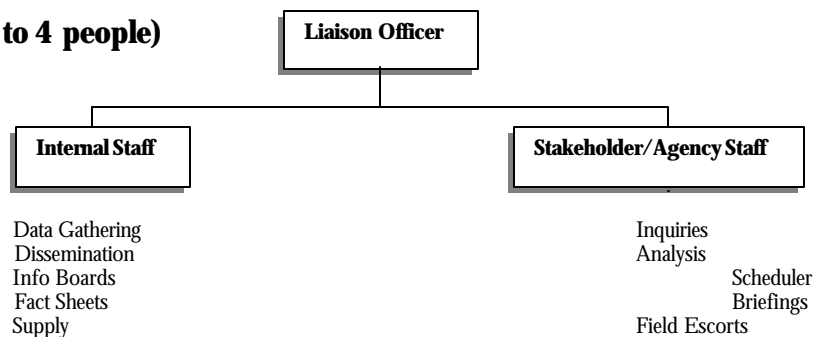 to 4 people)
Liaison Officer
Internal Staff
Stakeholder/Agency Staff
Data Gathering
Dissemination
Info Boards
Fact Sheets
Supply
Inquiries
Analysis
Scheduler
Briefings
Field Escorts